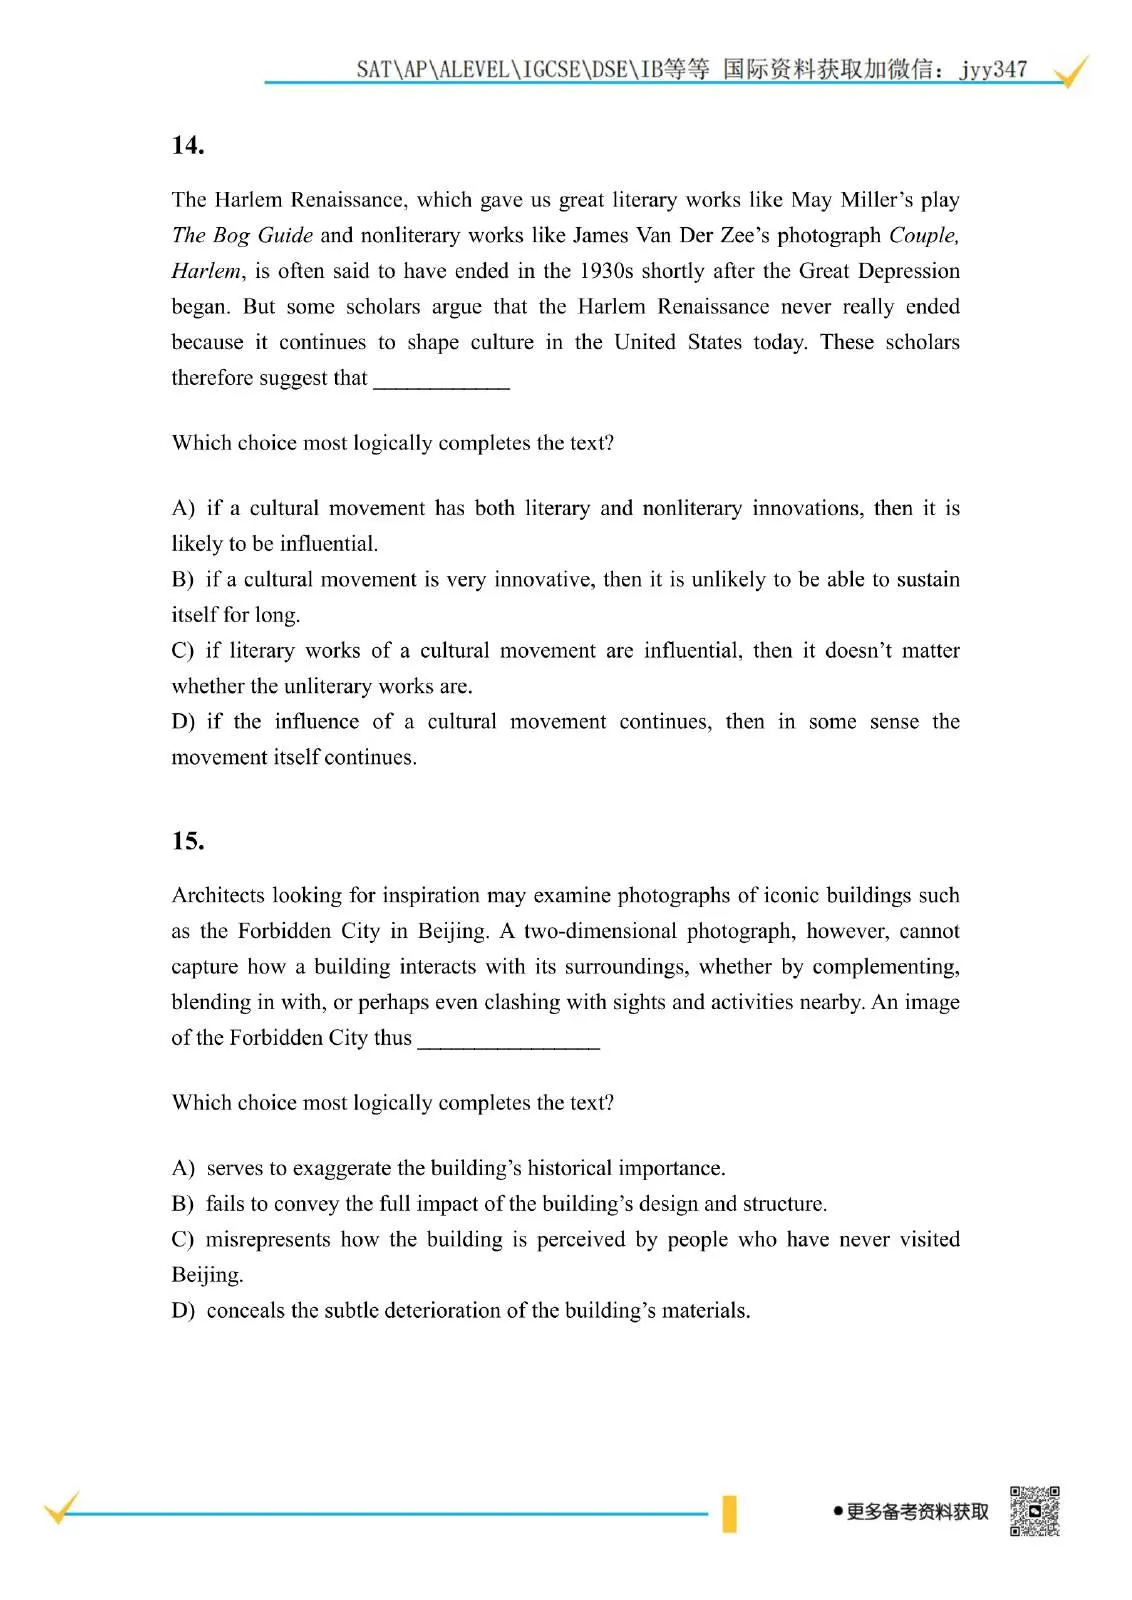 SAT\AP\ALEVEL\IGCSE\DSE\IB等等 国际资料获取加微信：jyy347
14.
The Harlem Renaissance, which gave us great literary works like May Miller’s play
The Bog Guide and nonliterary works like James Van Der Zee’s photograph Couple,
Harlem, is often said to have ended in the 1930s shortly after the Great Depression
began. But some scholars argue that the Harlem Renaissance never really ended
because it continues to shape culture in the United States today. These scholars
therefore suggest that ____________
Which choice most logically completes the text?
A) if a cultural movement has both literary and nonliterary innovations, then it is
likely to be influential.
B) if a cultural movement is very innovative, then it is unlikely to be able to sustain
itself for long.
C) if literary works of a cultural movement are influential, then it doesn’t matter
whether the unliterary works are.
D) if the influence of a cultural movement continues, then in some sense the
movement itself continues.
15.
Architects looking for inspiration may examine photographs of iconic buildings such
as the Forbidden City in Beijing. A two-dimensional photograph, however, cannot
capture how a building interacts with its surroundings, whether by complementing,
blending in with, or perhaps even clashing with sights and activities nearby. An image
of the Forbidden City thus ________________
Which choice most logically completes the text?
A) serves to exaggerate the building’s historical importance.
B) fails to convey the full impact of the building’s design and structure.
C) misrepresents how the building is perceived by people who have never visited
Beijing.
D) conceals the subtle deterioration of the building’s materials.
●更多备考资料获取